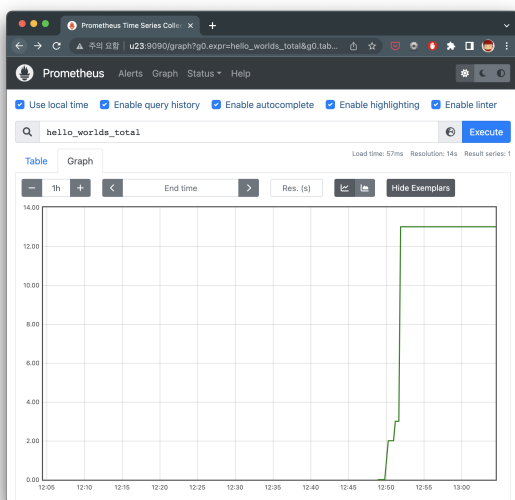 Prometheus Time Series Collec
주의 요함 u23:9090/graph?g0.expr=hello_worlds_total&g0.tab...
Prometheus Alerts Graph Status Help
Use local time Enable query history Enable autocomplete Enable highlighting Enable linter
hello_worlds_total Execute
Load time: 57ms Resolution: 14s Result series: 1
Table Graph
− 1h + End time Res. (s) Hide Exemplars
14.00
12.00
10.00
8.00
6.00
4.00
2.00
0.00
12:05 12:10 12:15 12:20 12:25 12:30 12:35 12:40 12:45 12:50 12:55 13:00